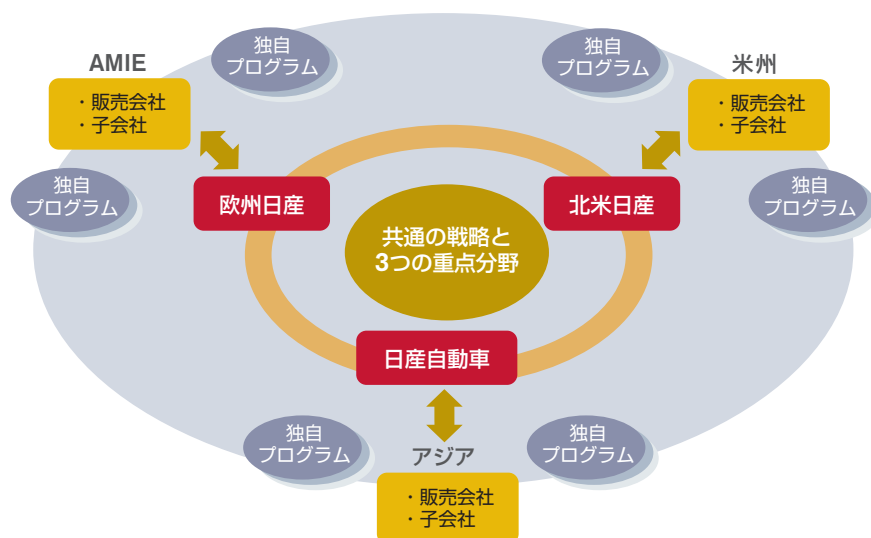 独自
プログラム
独自
プログラム
AMIE
米州
・販売会社
・子会社
・販売会社
・子会社
独自
プログラム
欧州日産
北米日産
独自
プログラム
共通の戦略と
3つの重点分野
日産自動車
独自
プログラム
独自
プログラム
アジア
・販売会社
・子会社